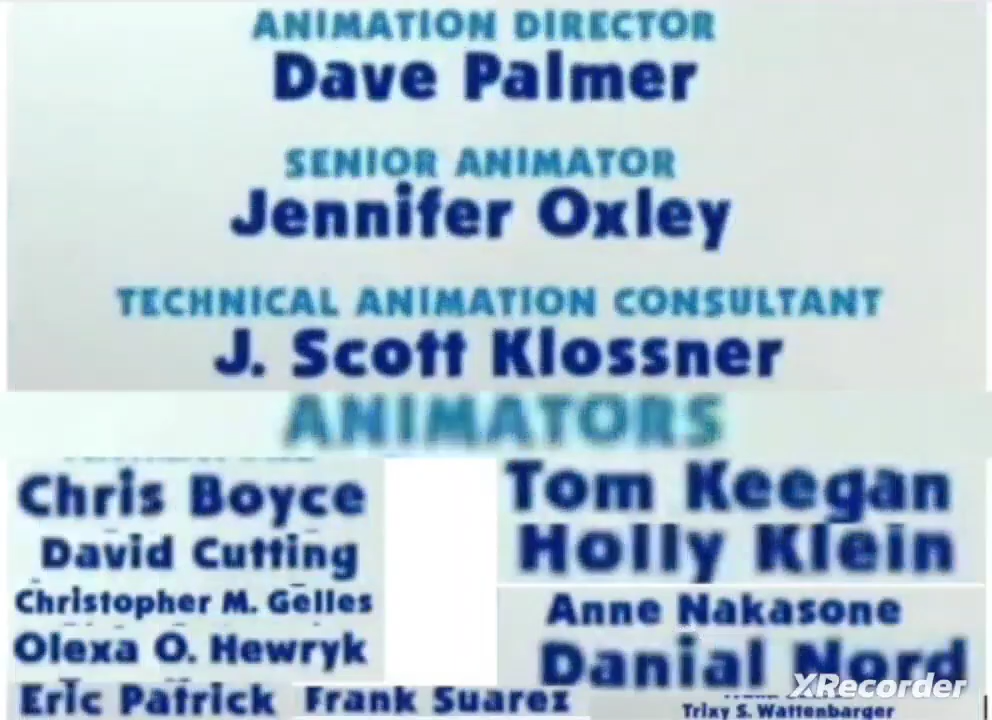 ANIMATION DIRECTOR
Dave Palmer
SENIOR ANIMATOR
Jennifer Oxley
TECHNICAL ANIMATION CONSULTANT
J. Scott Klossner
ANIMATORS
Chris Boyce
David Cutting
Christopher M. Gelles
Olexa O. Hewryk
Eric Patrick
Frank Suarez
Tom Keegan
Holly Klein
Anne Nakasone
Danial Nord
Trixy S. Wattenbarger
XRecorder